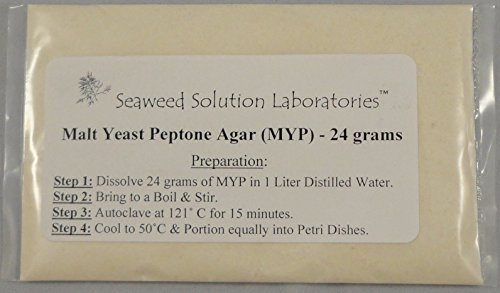 Seaweed Solution Laboratories™
Malt Yeast Peptone Agar (MYP) - 24 grams
Preparation:
Step 1: Dissolve 24 grams of MYP in 1 Liter Distilled Water.
Step 2: Bring to a Boil & Stir.
Step 3: Autoclave at 121˚ C for 15 minutes.
Step 4: Cool to 50˚C & Portion equally into Petri Dishes.